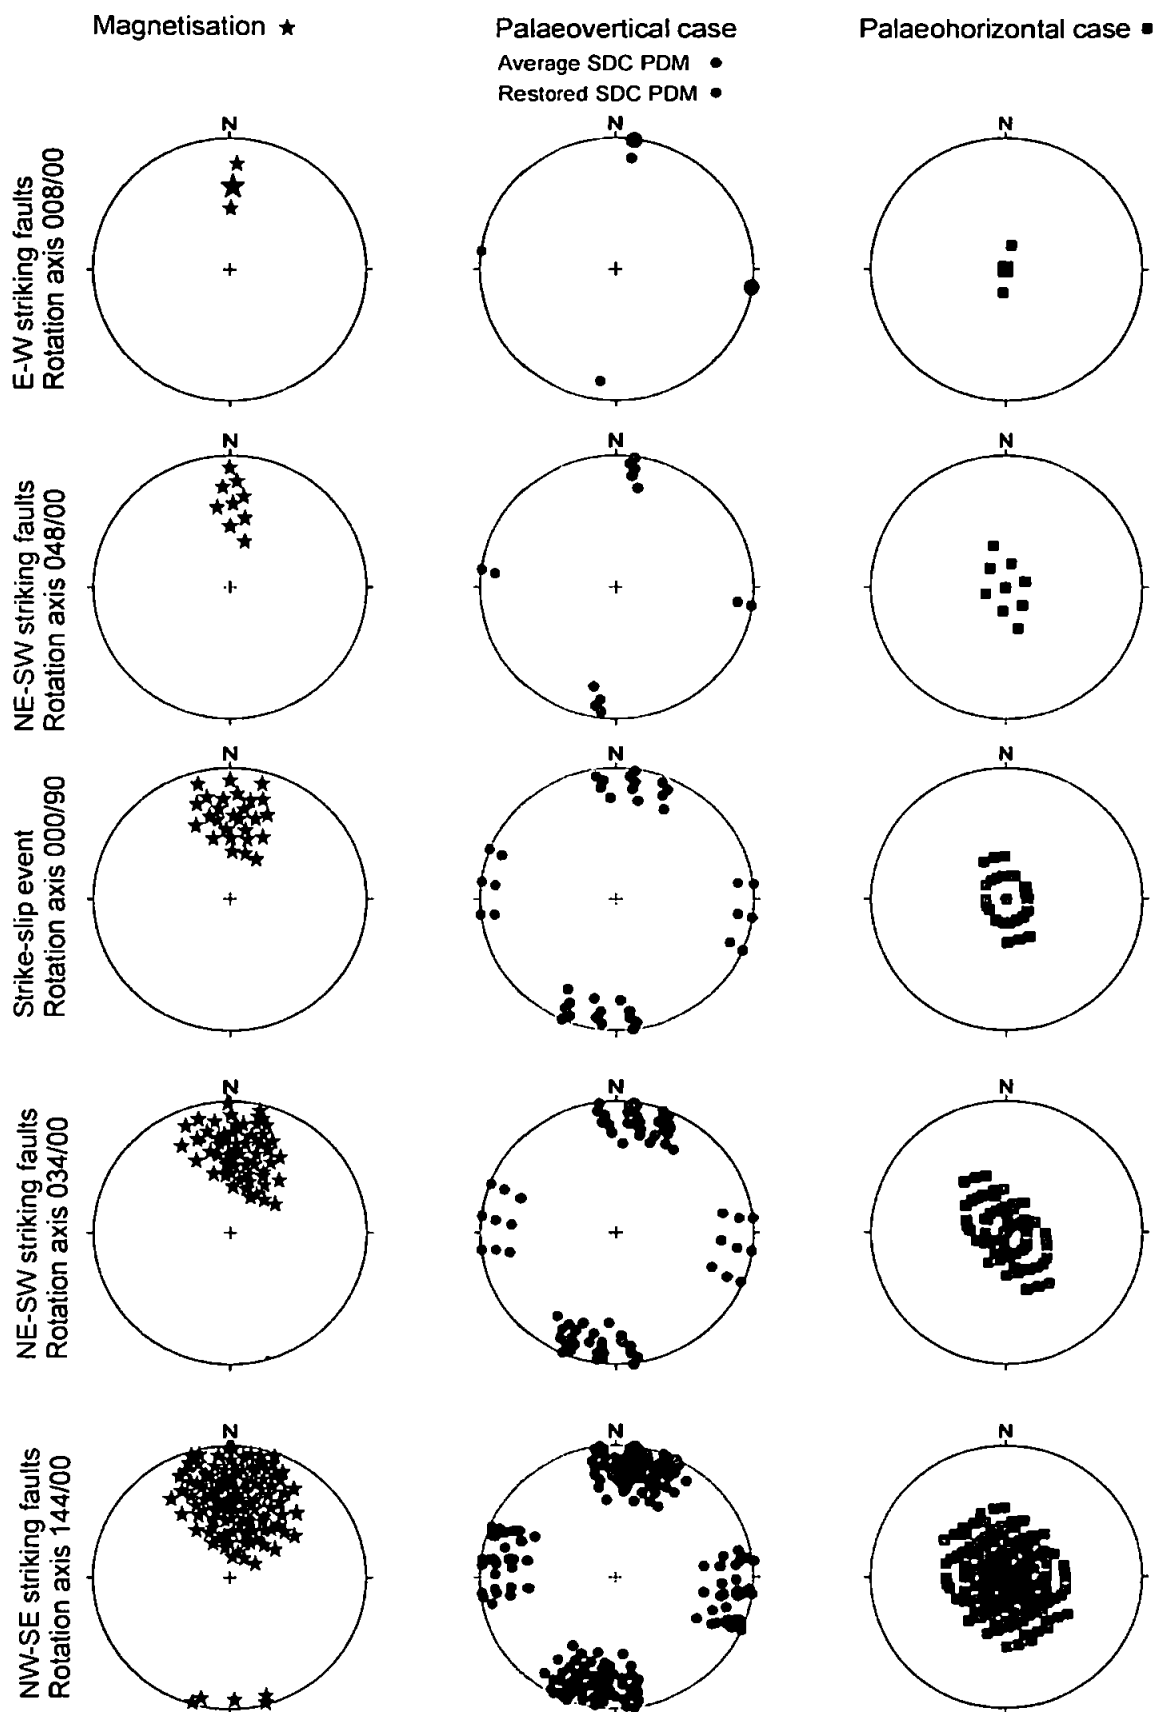 Magnetisation ★
Palaeovertical case
Average SDC PDM ●
Restored SDC PDM ●
Palaeohorizontal case ■
E-W striking faults
Rotation axis 008/00
N
N
N
NE-SW striking faults
Rotation axis 048/00
N
N
N
Strike-slip event
Rotation axis 000/90
N
N
N
NE-SW striking faults
Rotation axis 034/00
N
N
N
NW-SE striking faults
Rotation axis 144/00
N
N
N